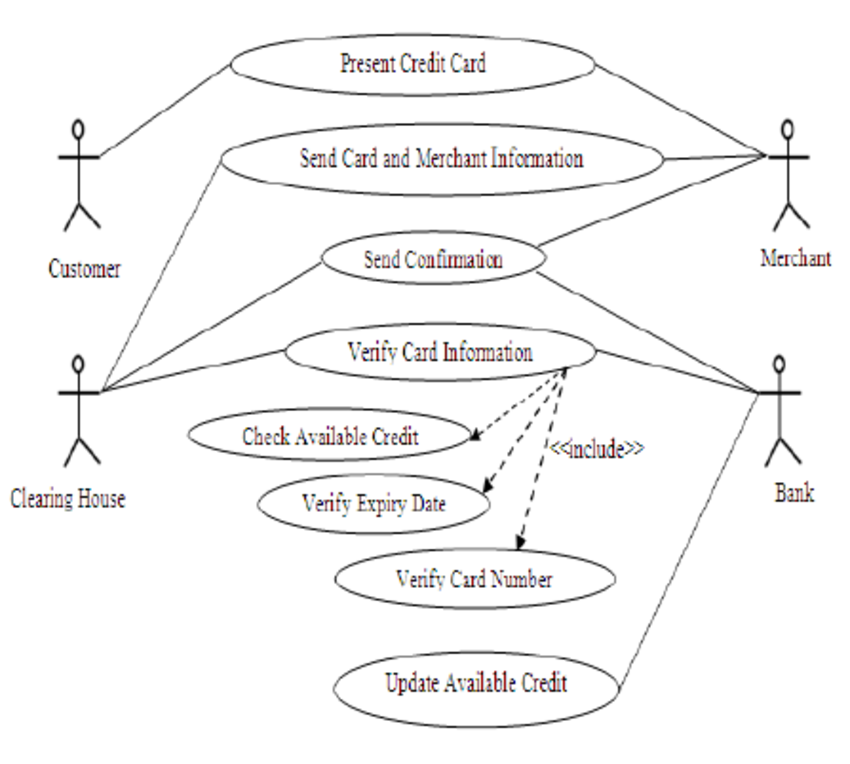 Present Credit Card
Send Card and Merchant Information
Customer
Send Confirmation
Merchant
Verify Card Information
Check Available Credit
<<include>>
Clearing House
Verify Expiry Date
Bank
Verify Card Number
Update Available Credit